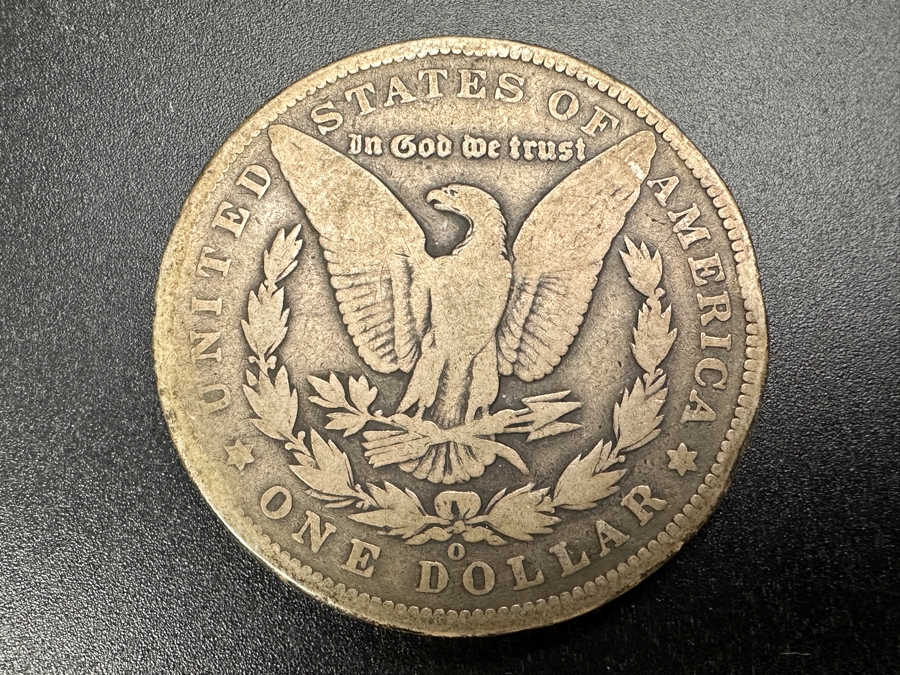 UNITED STATES OF AMERICA
In God we trust
O
ONE DOLLAR